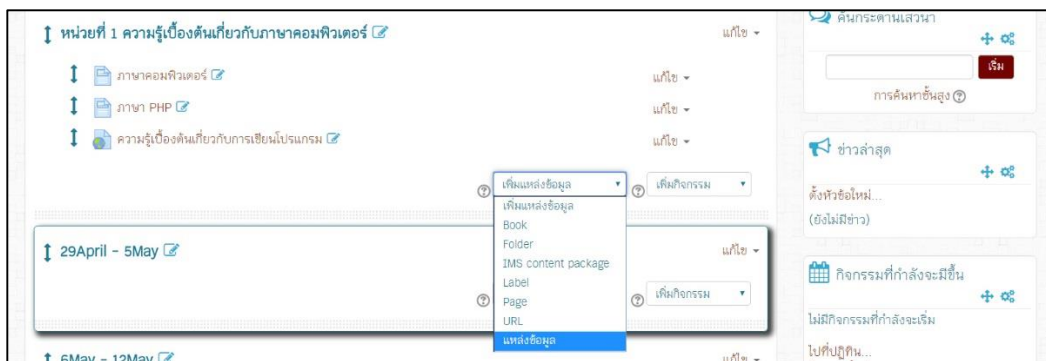 หน่วยที่ 1 ความรู้เบื้องต้นเกี่ยวกับภาษาคอมพิวเตอร์
แก้ไข
ภาษาคอมพิวเตอร์
แก้ไข
ภาษา PHP
แก้ไข
ความรู้เบื้องต้นเกี่ยวกับการเขียนโปรแกรม
แก้ไข
เพิ่มแหล่งข้อมูล
เพิ่มกิจกรรม
เพิ่มแหล่งข้อมูล
Book
Folder
IMS content package
Label
Page
URL
แหล่งข้อมูล
29April - 5May
แก้ไข
เพิ่มกิจกรรม
6May - 12May
แก้ไข
ค้นกระดานเสวนา
เริ่ม
การค้นหาชั้นสูง
ข่าวล่าสุด
ตั้งหัวข้อใหม่...
(ยังไม่มีข่าว)
กิจกรรมที่กำลังจะมีขึ้น
ไม่มีกิจกรรมที่กำลังจะเริ่ม
ไปที่ปฏิทิน...